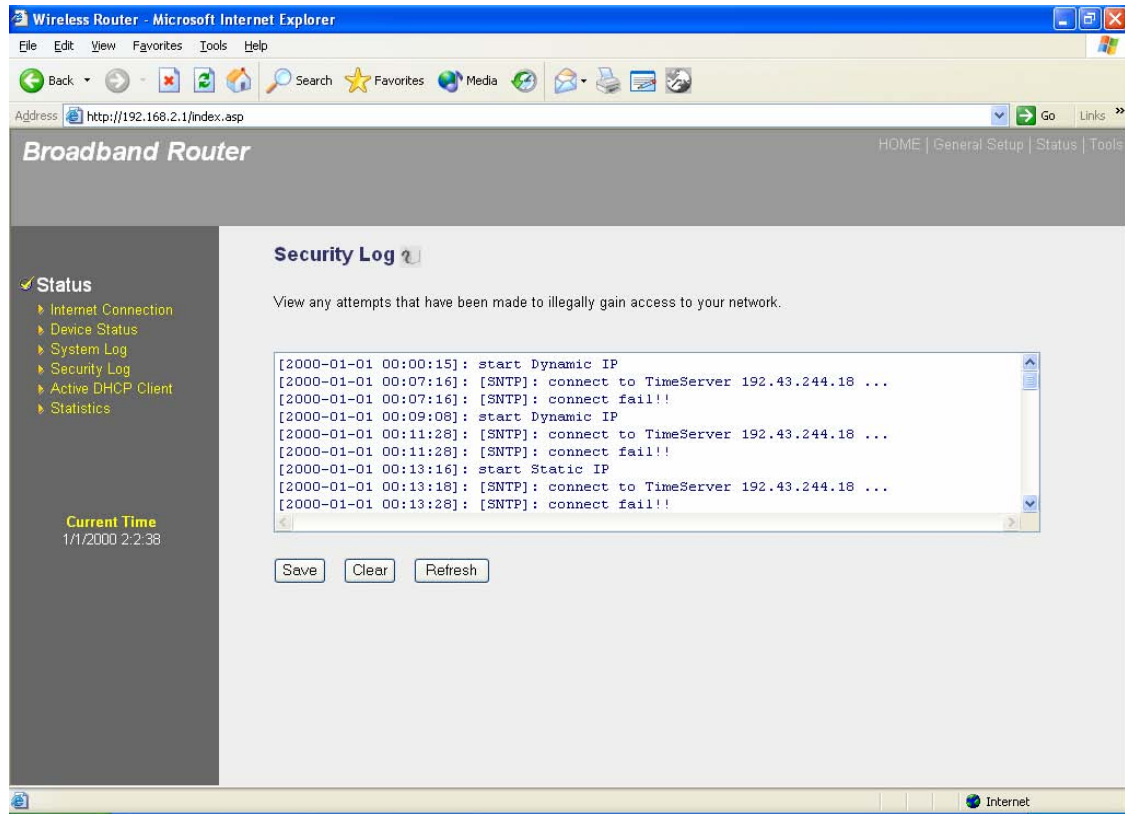 Wireless Router - Microsoft Internet Explorer
File Edit View Favorites Tools Help
Back Search Favorites Media
Address http://192.168.2.1/index.asp Go Links »
Broadband Router
HOME | General Setup | Status | Tools
Security Log
Status
View any attempts that have been made to illegally gain access to your network.
Internet Connection
Device Status
System Log
Security Log
Active DHCP Client
Statistics
[2000-01-01 00:00:15]: start Dynamic IP
[2000-01-01 00:07:16]: [SNTP]: connect to TimeServer 192.43.244.18 ...
[2000-01-01 00:07:16]: [SNTP]: connect fail!!
[2000-01-01 00:09:08]: start Dynamic IP
[2000-01-01 00:11:28]: [SNTP]: connect to TimeServer 192.43.244.18 ...
[2000-01-01 00:11:28]: [SNTP]: connect fail!!
[2000-01-01 00:13:16]: start Static IP
[2000-01-01 00:13:18]: [SNTP]: connect to TimeServer 192.43.244.18 ...
[2000-01-01 00:13:28]: [SNTP]: connect fail!!
Current Time
1/1/2000 2:2:38
Save Clear Refresh
Internet